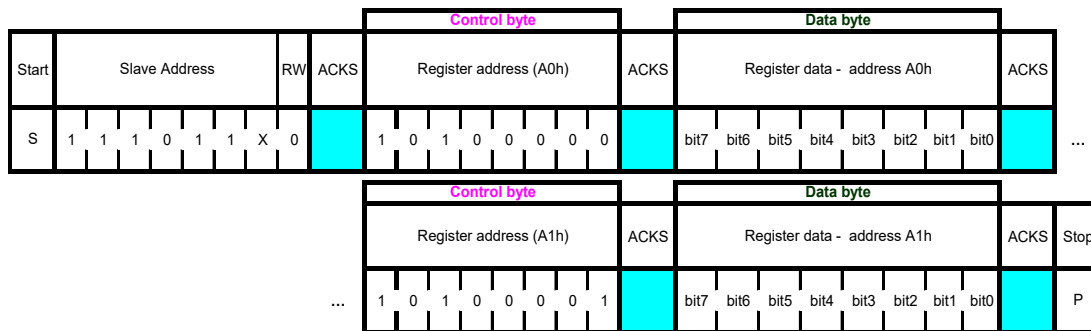 Control byte Data byte
Start Slave Address RW ACKS Register address (A0h) ACKS Register data - address A0h ACKS
S 1 1 1 0 1 1 X 0 1 0 1 0 0 0 0 0 bit7 bit6 bit5 bit4 bit3 bit2 bit1 bit0 ...
Control byte Data byte
Register address (A1h) ACKS Register data - address A1h ACKS Stop
... 1 0 1 0 0 0 0 1 bit7 bit6 bit5 bit4 bit3 bit2 bit1 bit0 P